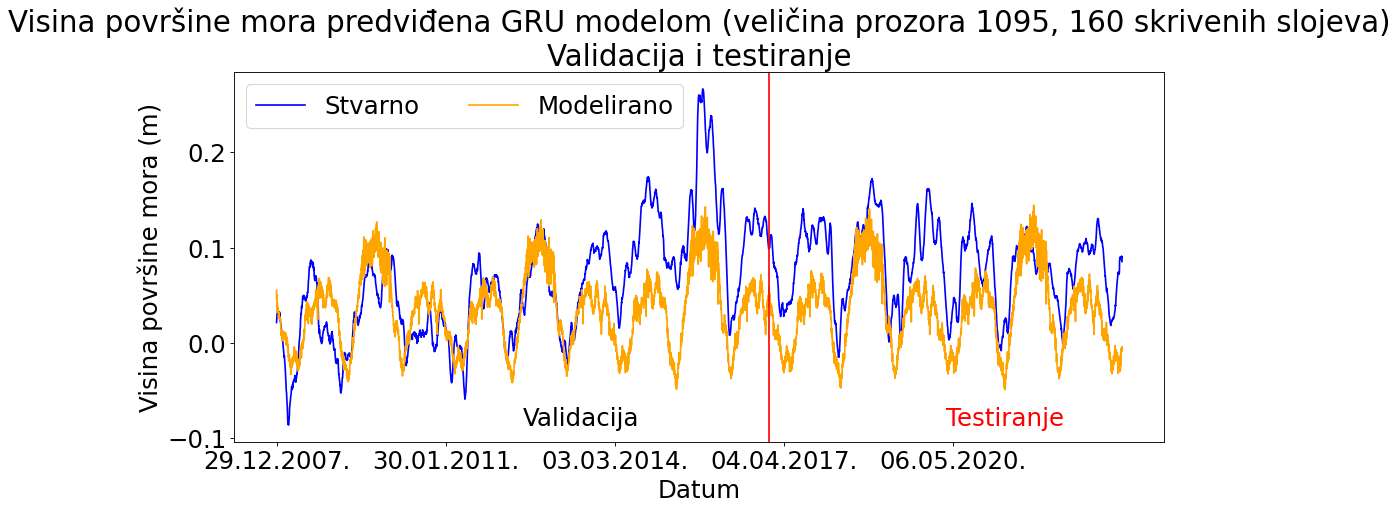 Visina površine mora predviđena GRU modelom (veličina prozora 1095, 160 skrivenih slojeva)
Validacija i testiranje
Stvarno
Modelirano
Visina površine mora (m)
0.2
0.1
0.0
−0.1
Validacija
Testiranje
29.12.2007.
30.01.2011.
03.03.2014.
04.04.2017.
06.05.2020.
Datum